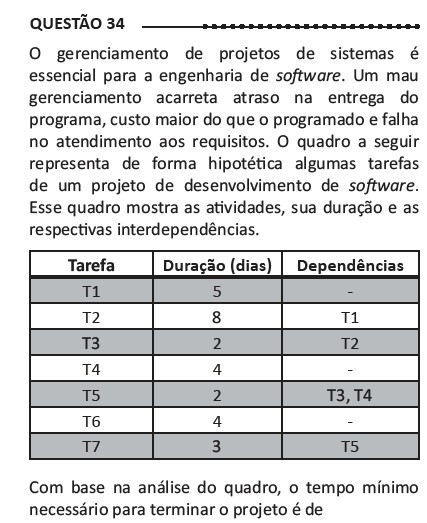 QUESTÃO 34
O gerenciamento de projetos de sistemas é
essencial para a engenharia de software. Um mau
gerenciamento acarreta atraso na entrega do
programa, custo maior do que o programado e falha
no atendimento aos requisitos. O quadro a seguir
representa de forma hipotética algumas tarefas
de um projeto de desenvolvimento de software.
Esse quadro mostra as atividades, sua duração e as
respectivas interdependências.
Tarefa Duração (dias) Dependências
T1 5 -
T2 8 T1
T3 2 T2
T4 4 -
T5 2 T3, T4
T6 4 -
T7 3 T5
Com base na análise do quadro, o tempo mínimo
necessário para terminar o projeto é de